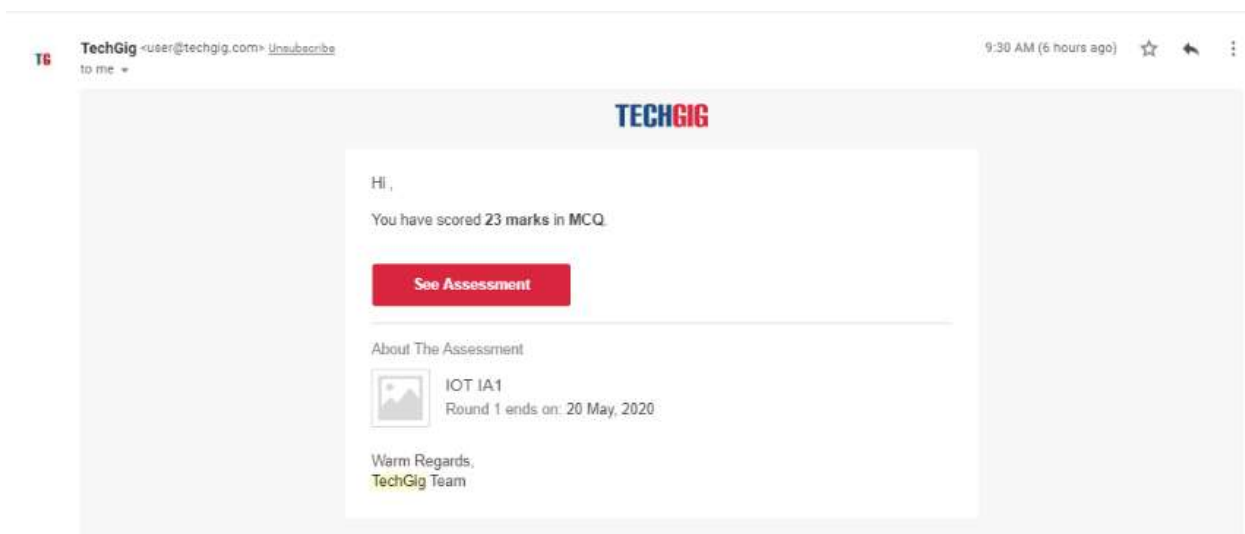 TG
TechGig <user@techgig.com> Unsubscribe
9:30 AM (6 hours ago)
to me
TECHGIG
Hi ,
You have scored 23 marks in MCQ.
See Assessment
About The Assessment
IOT IA1
Round 1 ends on: 20 May, 2020
Warm Regards,
TechGig Team